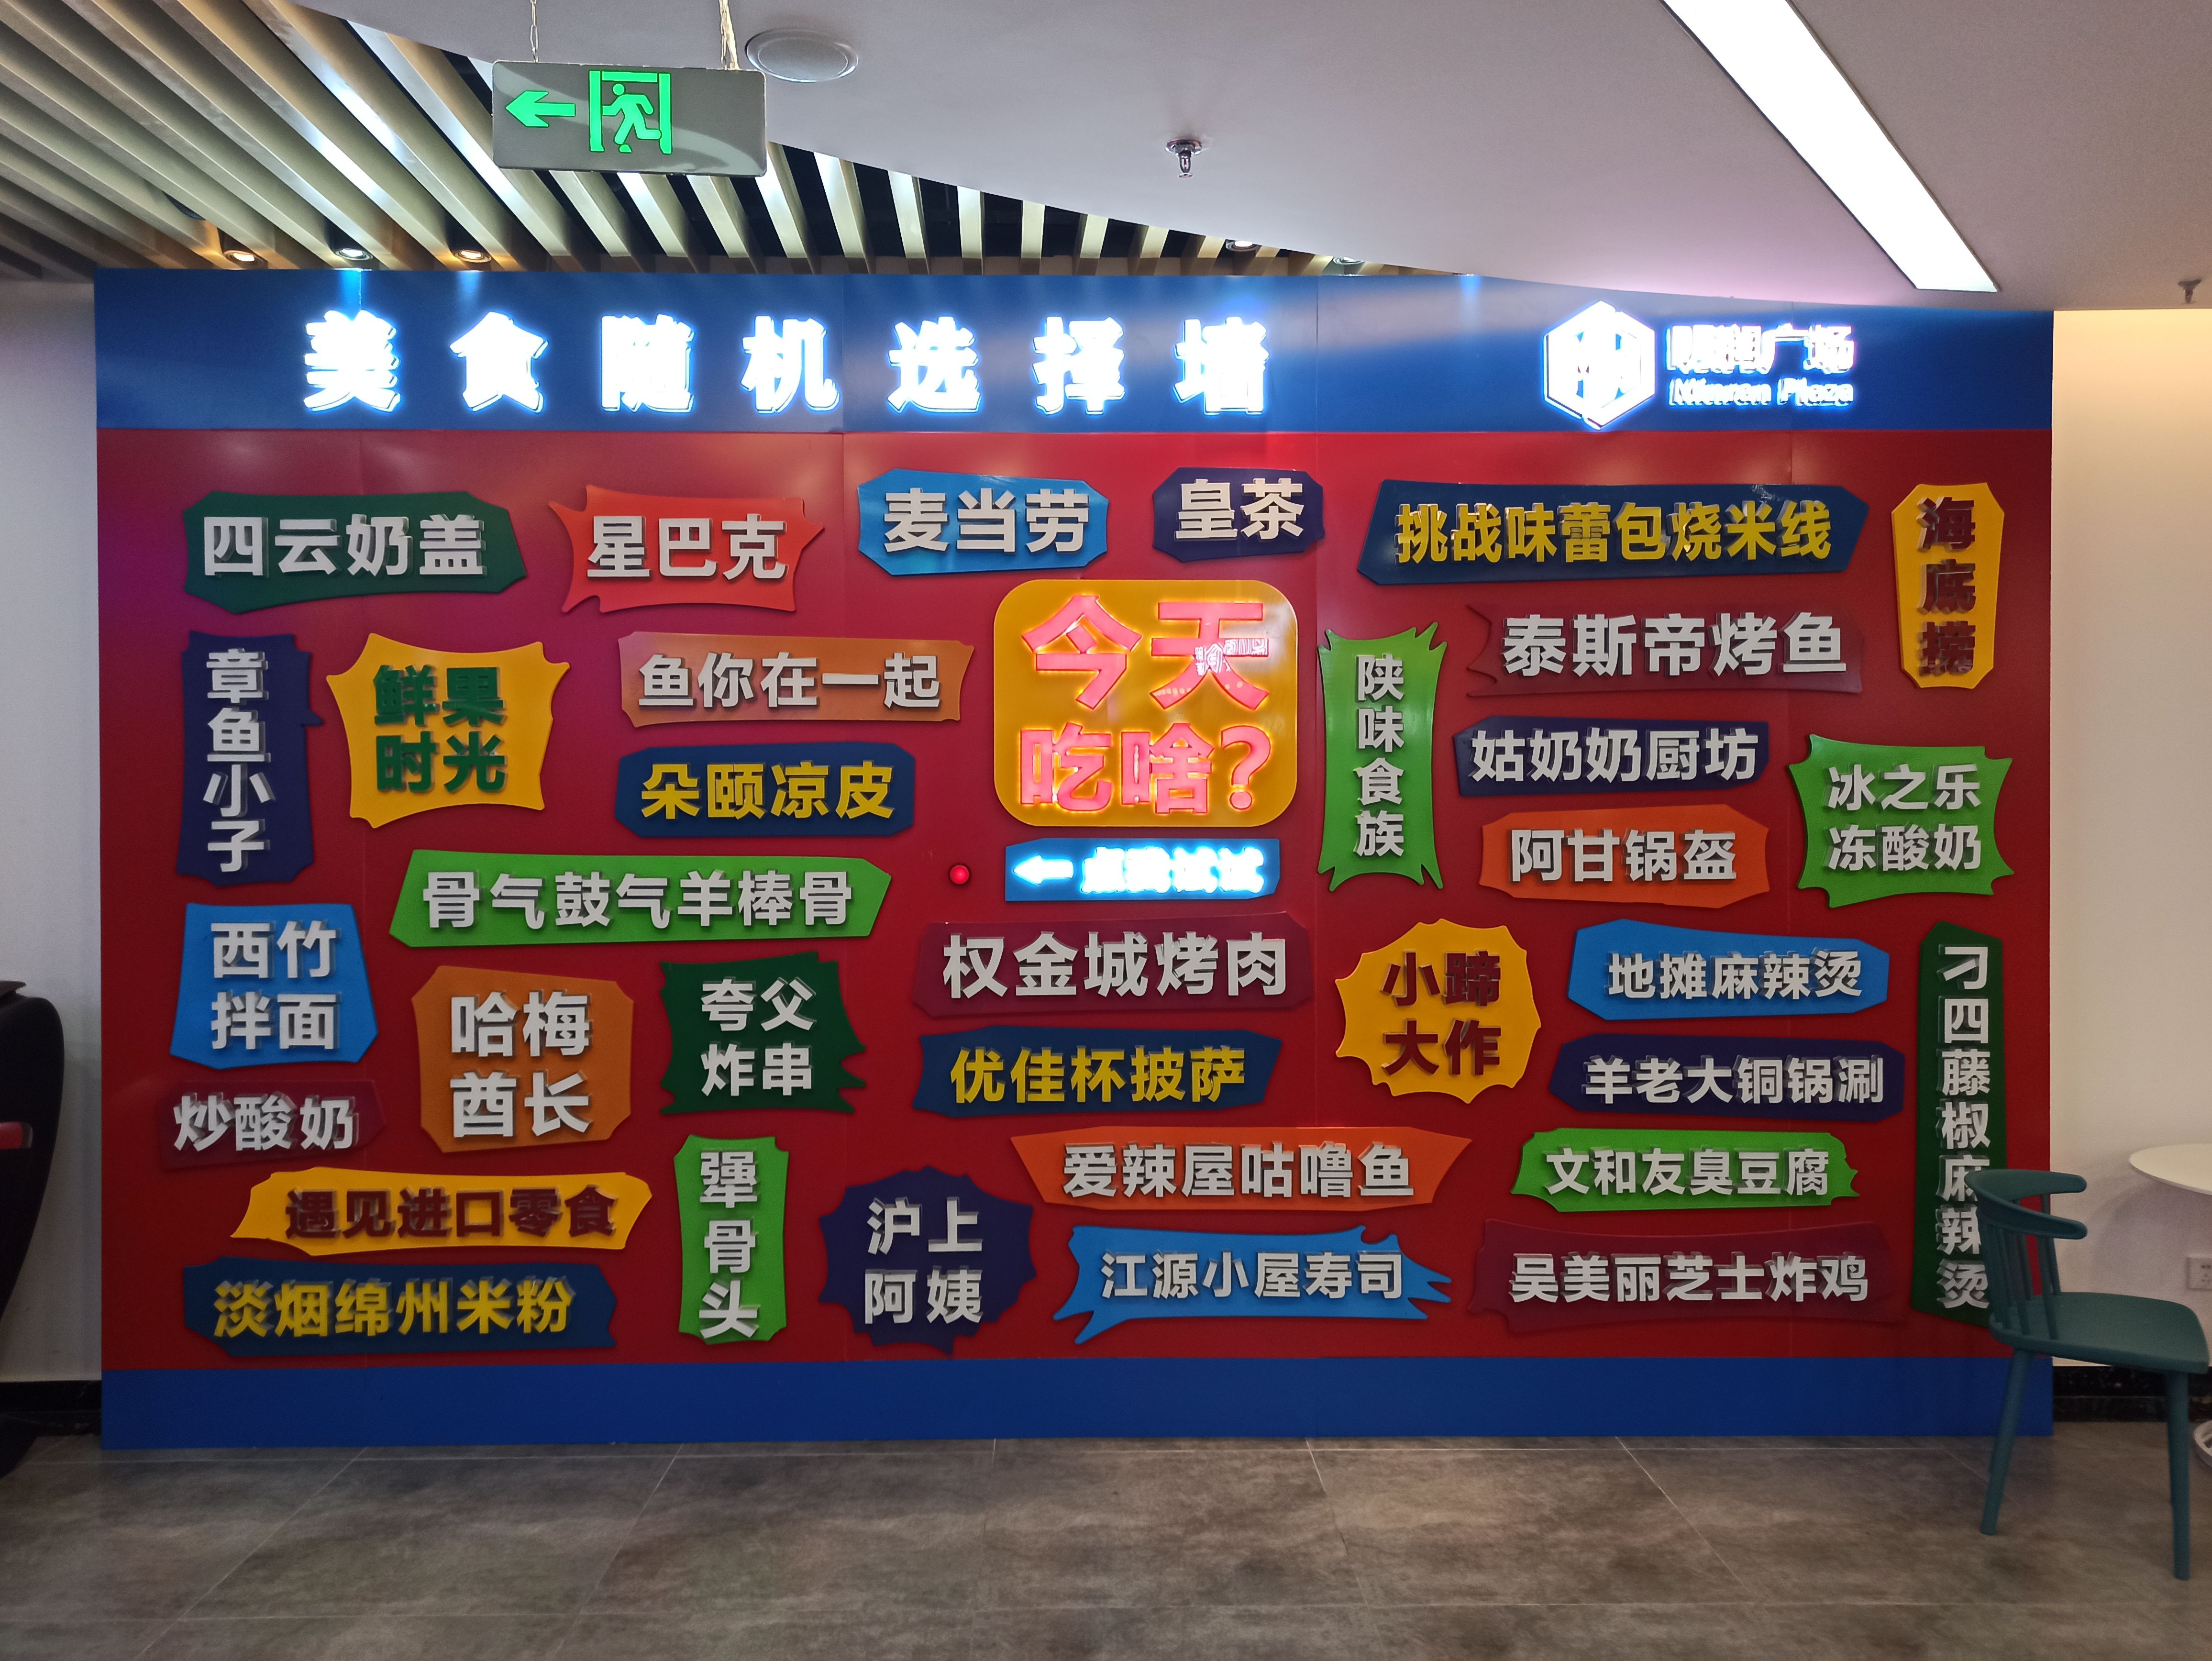 美食随机选择墙
广场
Plaza
四云奶盖
星巴克
麦当劳
皇茶
挑战味蕾包烧米线
海底捞
章鱼小子
鲜果
时光
鱼你在一起
今天
吃啥?
陕味食族
泰斯帝烤鱼
朵颐凉皮
姑奶奶厨坊
冰之乐
冻酸奶
阿甘锅盔
骨气鼓气羊棒骨
试试
西竹
拌面
哈梅
酋长
夸父
炸串
权金城烤肉
小蹄
大作
地摊麻辣烫
刁四藤椒麻辣烫
优佳杯披萨
羊老大铜锅涮
炒酸奶
遇见进口零食
犟骨头
沪上
阿姨
爱辣屋咕噜鱼
文和友臭豆腐
淡烟绵州米粉
江源小屋寿司
吴美丽芝士炸鸡